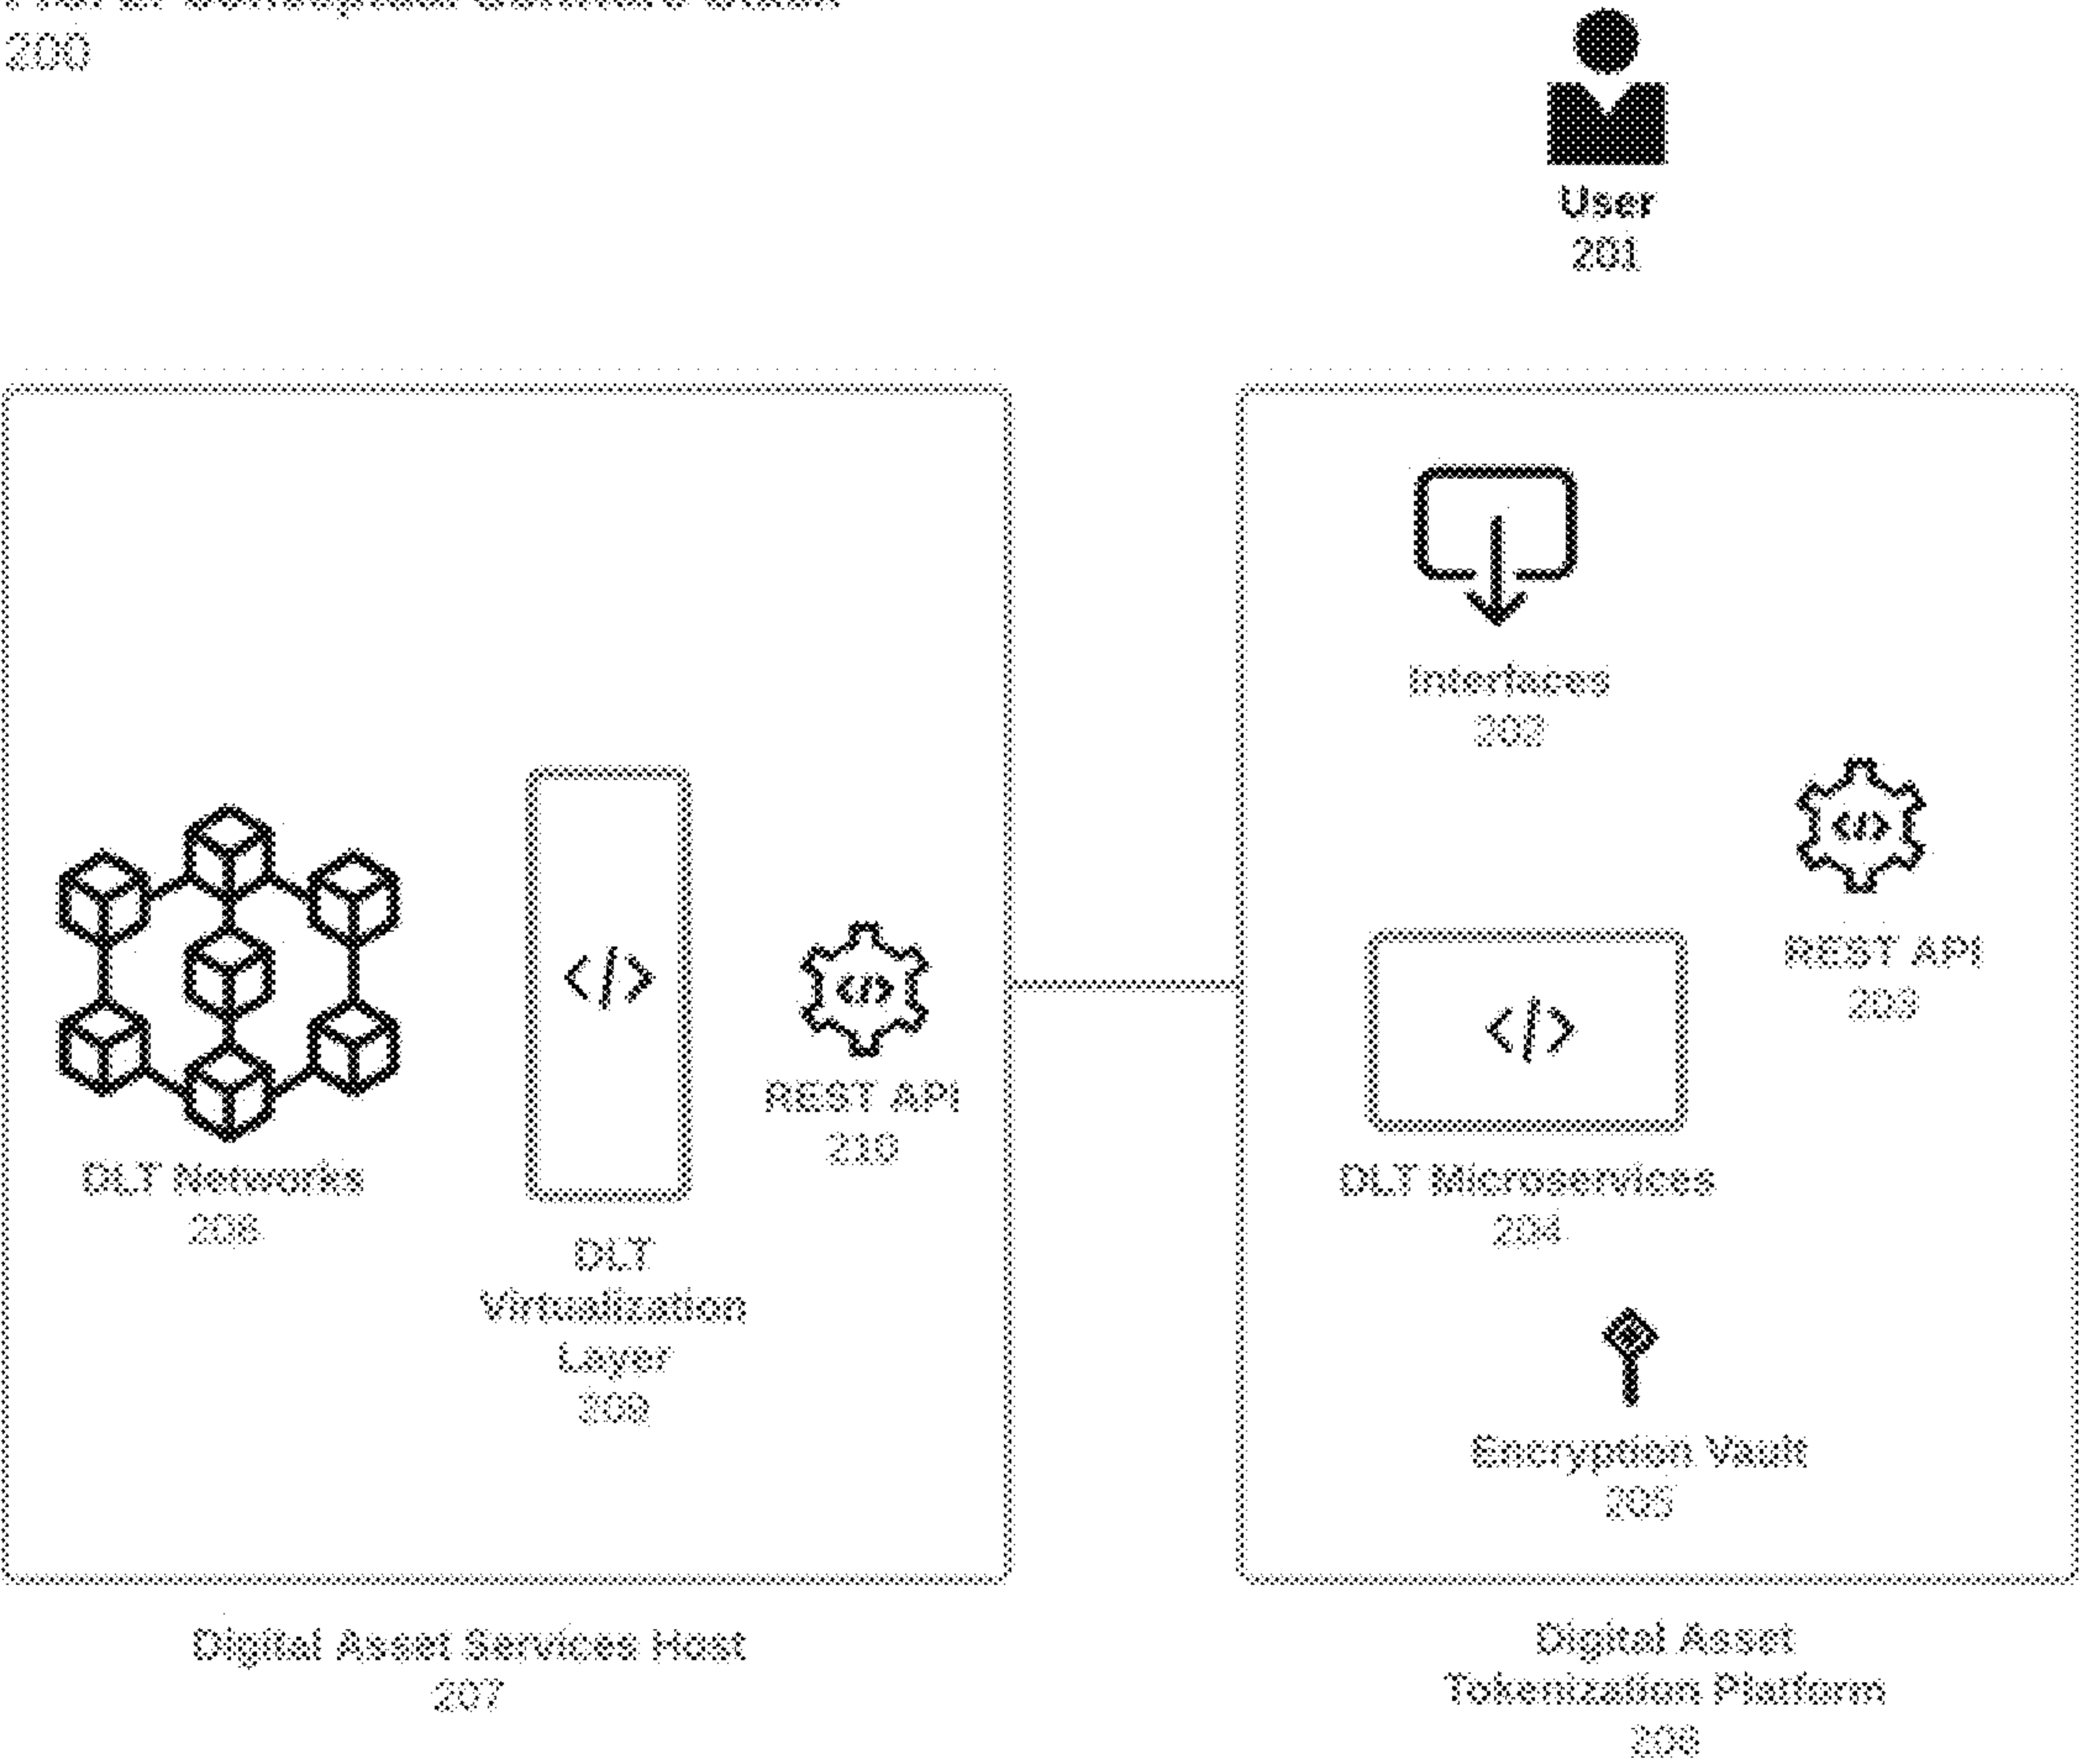 200
User
201
Interfaces
202
REST API
203
DLT Microservices
204
Encryption Vault
205
Digital Asset
Tokenization Platform
206
DLT Networks
208
DLT
Virtualization
Layer
209
REST API
210
Digital Asset Services Host
207